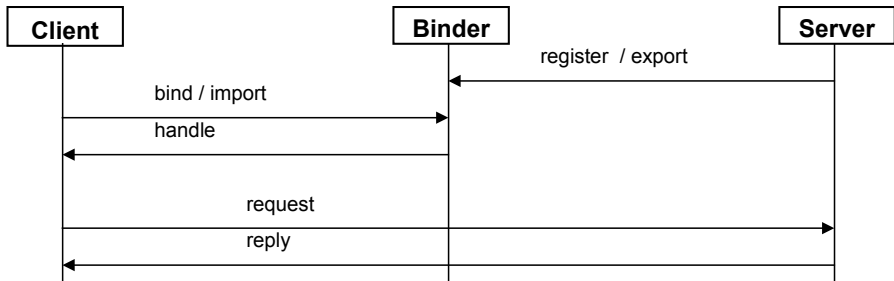 Client
Binder
Server
register / export
bind / import
handle
request
reply